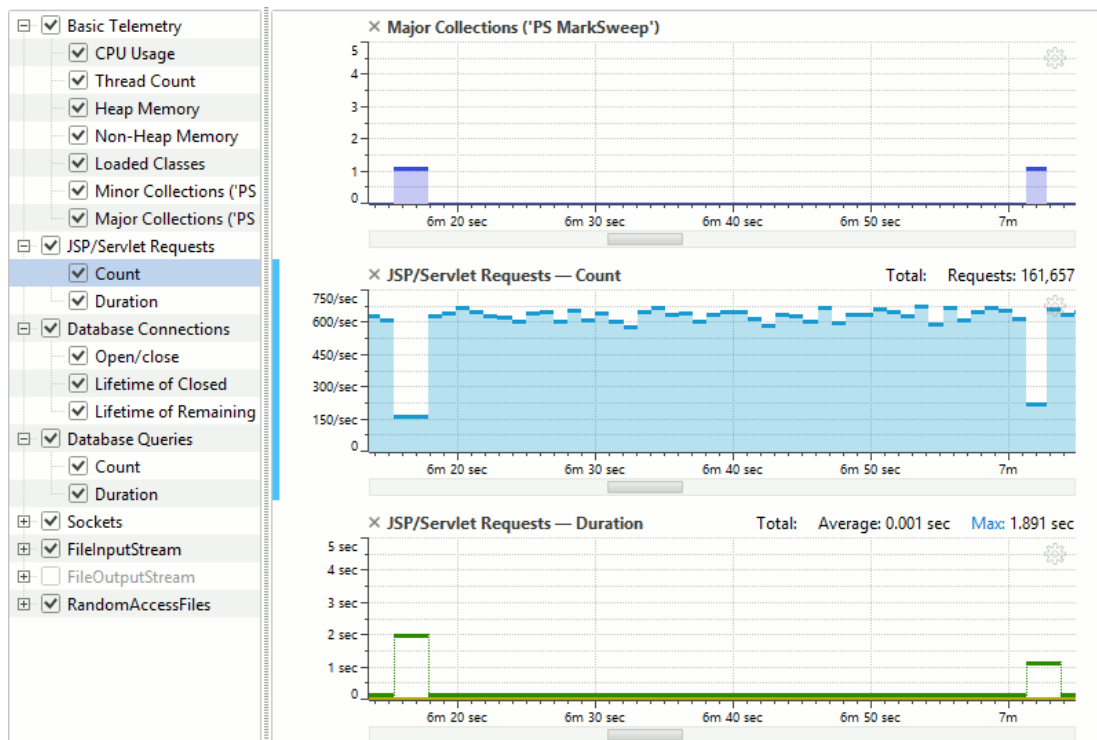 Basic Telemetry
CPU Usage
Thread Count
Heap Memory
Non-Heap Memory
Loaded Classes
Minor Collections ('PS
Major Collections ('PS
JSP/Servlet Requests
Count
Duration
Database Connections
Open/close
Lifetime of Closed
Lifetime of Remaining
Database Queries
Count
Duration
Sockets
FileInputStream
FileOutputStream
RandomAccessFiles
Major Collections ('PS MarkSweep')
5
4
3
2
1
0
6m 20 sec 6m 30 sec 6m 40 sec 6m 50 sec 7m
JSP/Servlet Requests — Count Total: Requests: 161,657
750/sec
600/sec
450/sec
300/sec
150/sec
0
6m 20 sec 6m 30 sec 6m 40 sec 6m 50 sec 7m
JSP/Servlet Requests — Duration Total: Average: 0.001 sec Max: 1.891 sec
5 sec
4 sec
3 sec
2 sec
1 sec
0
6m 20 sec 6m 30 sec 6m 40 sec 6m 50 sec 7m